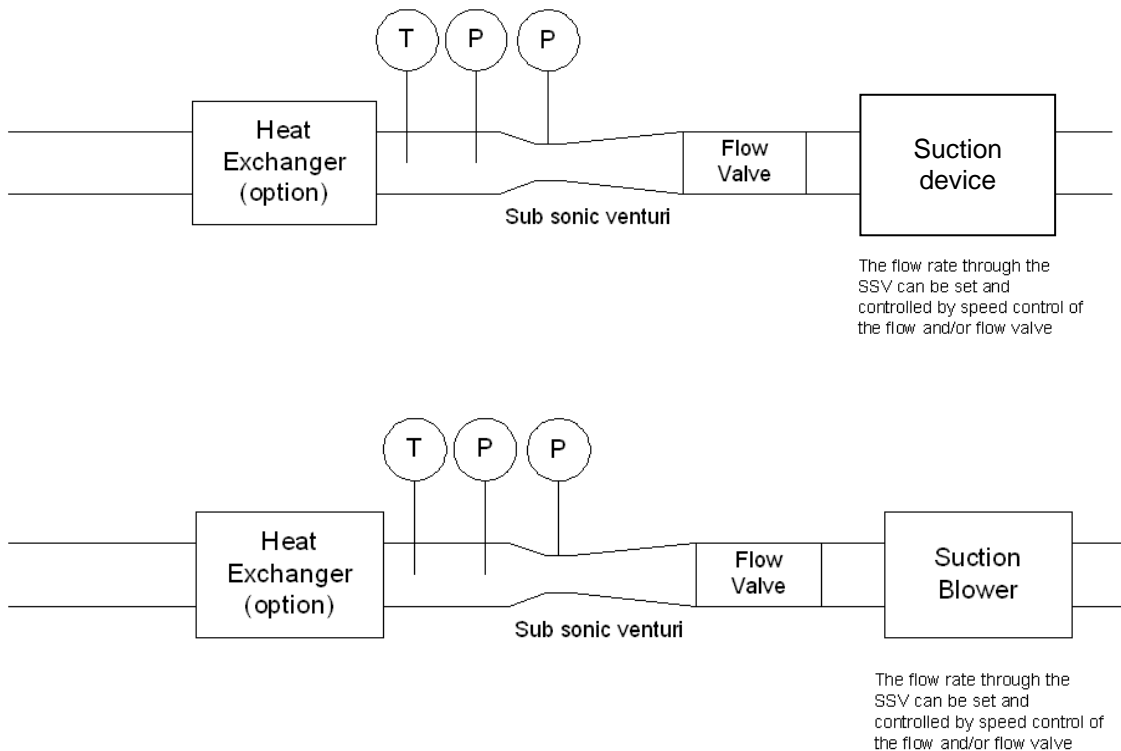 T P P
Heat
Exchanger
(option)
Flow
Valve
Suction
device
Sub sonic venturi
The flow rate through the
SSV can be set and
controlled by speed control of
the flow and/or flow valve
T P P
Heat
Exchanger
(option)
Flow
Valve
Suction
Blower
Sub sonic venturi
The flow rate through the
SSV can be set and
controlled by speed control of
the flow and/or flow valve